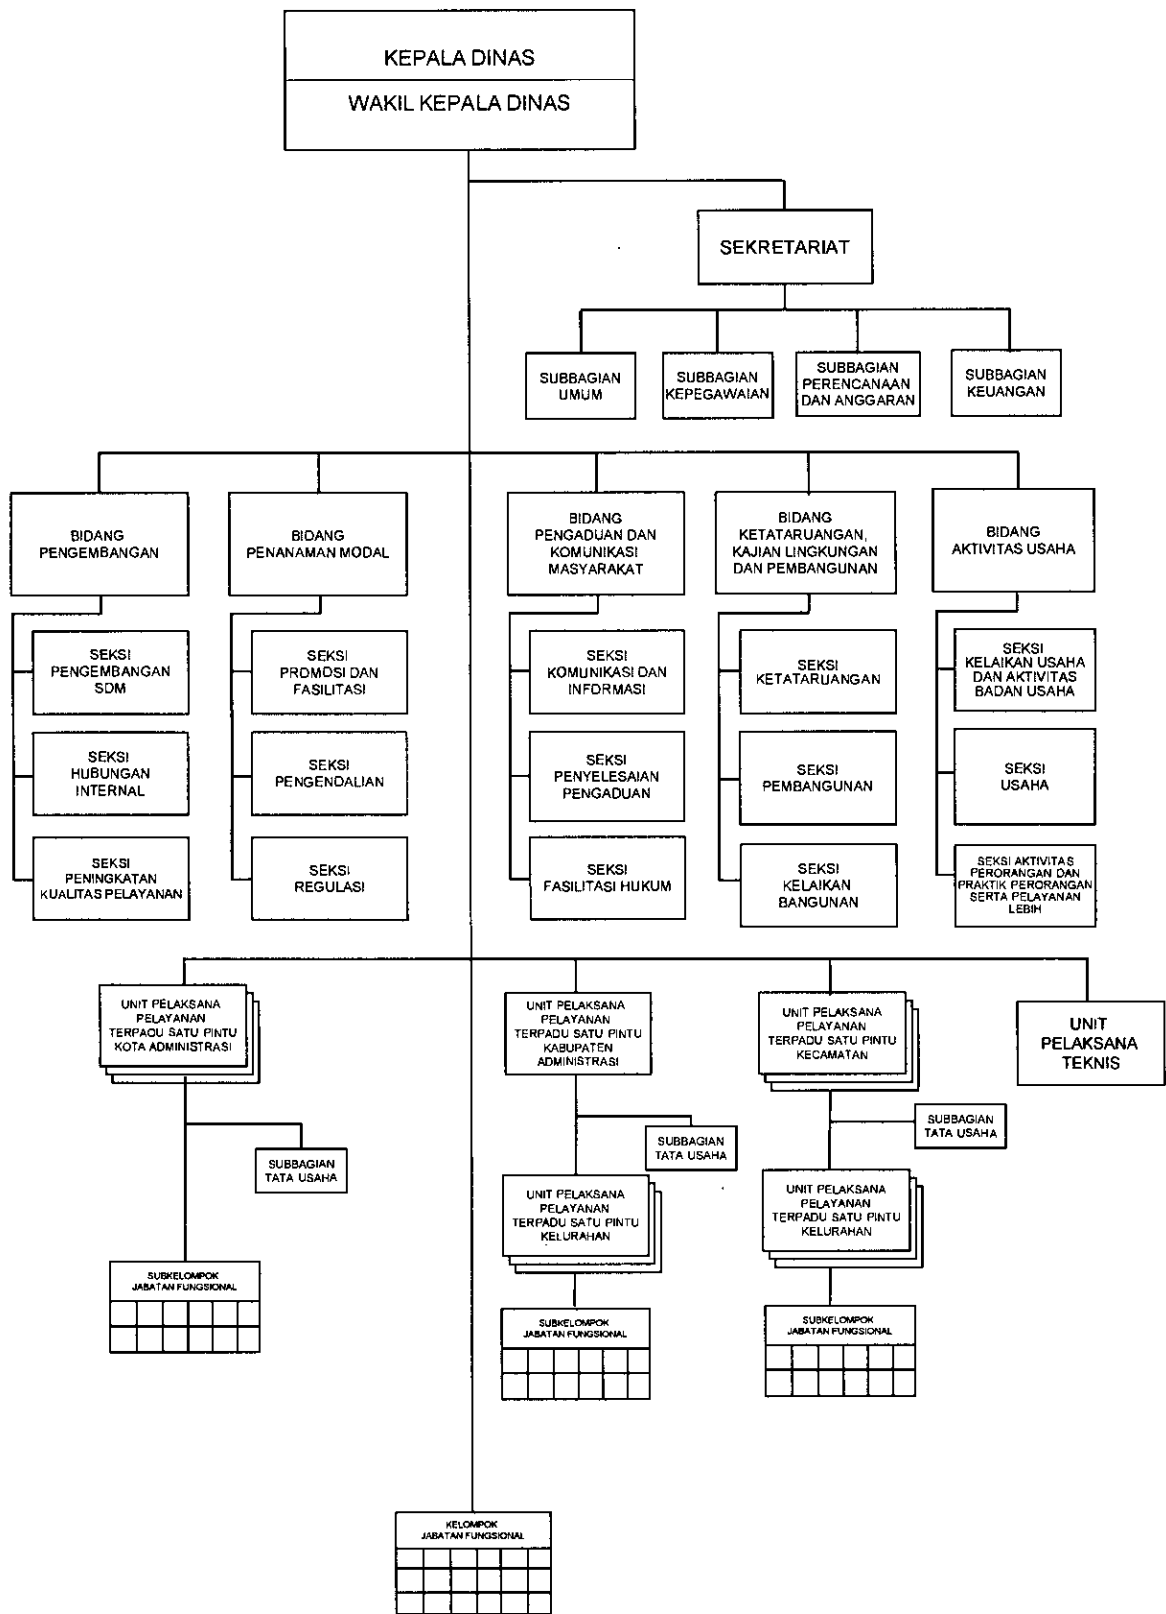 KEPALA DINAS
WAKIL KEPALA DINAS
SEKRETARIAT
SUBBAGIAN
UMUM
SUBBAGIAN
KEPEGAWAIAN
SUBBAGIAN
PERENCANAAN
DAN ANGGARAN
SUBBAGIAN
KEUANGAN
BIDANG
PENGEMBANGAN
BIDANG
PENANAMAN MODAL
BIDANG
PENGADUAN DAN
KOMUNIKASI
MASYARAKAT
BIDANG
KETATARUANGAN,
KAJIAN LINGKUNGAN
DAN PEMBANGUNAN
BIDANG
AKTIVITAS USAHA
SEKSI
PENGEMBANGAN
SDM
SEKSI
PROMOSI DAN
FASILITASI
SEKSI
KOMUNIKASI DAN
INFORMASI
SEKSI
KETATARUANGAN
SEKSI
KELAIKAN USAHA
DAN AKTIVITAS
BADAN USAHA
SEKSI
HUBUNGAN
INTERNAL
SEKSI
PENGENDALIAN
SEKSI
PENYELESAIAN
PENGADUAN
SEKSI
PEMBANGUNAN
SEKSI
USAHA
SEKSI
PENINGKATAN
KUALITAS PELAYANAN
SEKSI
REGULASI
SEKSI
FASILITASI HUKUM
SEKSI
KELAIKAN
BANGUNAN
SEKSI AKTIVITAS
PERORANGAN DAN
PRAKTIK PERORANGAN
SERTA PELAYANAN
LEBIH
UNIT PELAKSANA
PELAYANAN
TERPADU SATU PINTU
KOTA ADMINISTRASI
UNIT PELAKSANA
PELAYANAN
TERPADU SATU PINTU
KABUPATEN
ADMINISTRASI
UNIT PELAKSANA
PELAYANAN
TERPADU SATU PINTU
KECAMATAN
UNIT
PELAKSANA
TEKNIS
SUBBAGIAN
TATA USAHA
SUBBAGIAN
TATA USAHA
SUBBAGIAN
TATA USAHA
UNIT PELAKSANA
PELAYANAN
TERPADU SATU PINTU
KELURAHAN
UNIT PELAKSANA
PELAYANAN
TERPADU SATU PINTU
KELURAHAN
SUBKELOMPOK
JABATAN FUNGSIONAL
SUBKELOMPOK
JABATAN FUNGSIONAL
SUBKELOMPOK
JABATAN FUNGSIONAL
KELOMPOK
JABATAN FUNGSIONAL